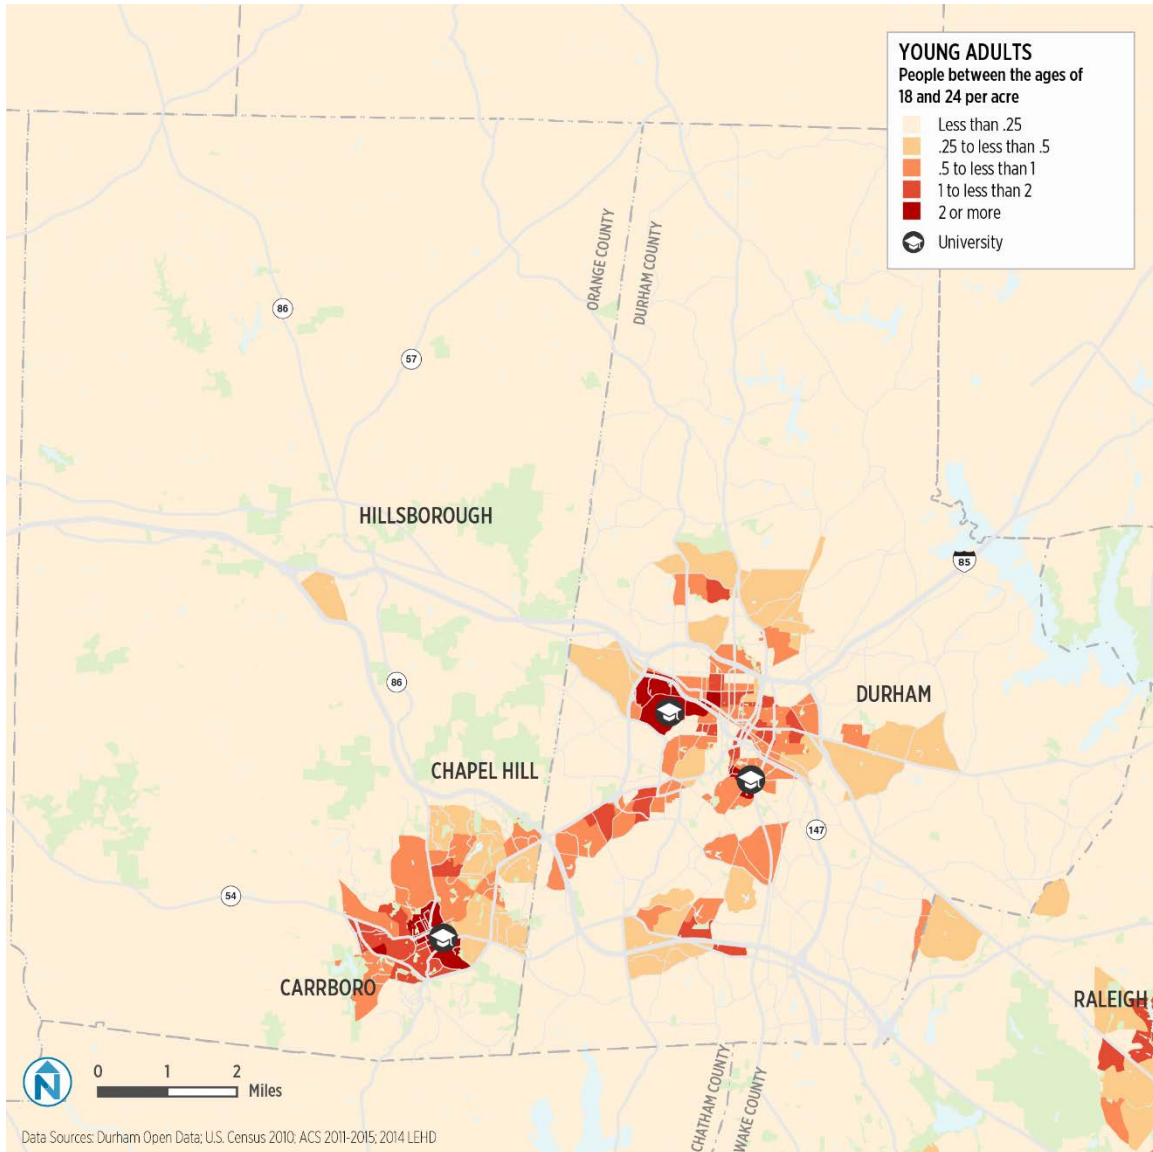 YOUNG ADULTS
People between the ages of
18 and 24 per acre
Less than .25
.25 to less than .5
.5 to less than 1
1 to less than 2
2 or more
University
ORANGE COUNTY
DURHAM COUNTY
86
57
HILLSBOROUGH
85
86
DURHAM
CHAPEL HILL
147
54
CARRBORO
RALEIGH
N
0 1 2
Miles
CHATHAM COUNTY
WAKE COUNTY
Data Sources: Durham Open Data; U.S. Census 2010; ACS 2011-2015; 2014 LEHD